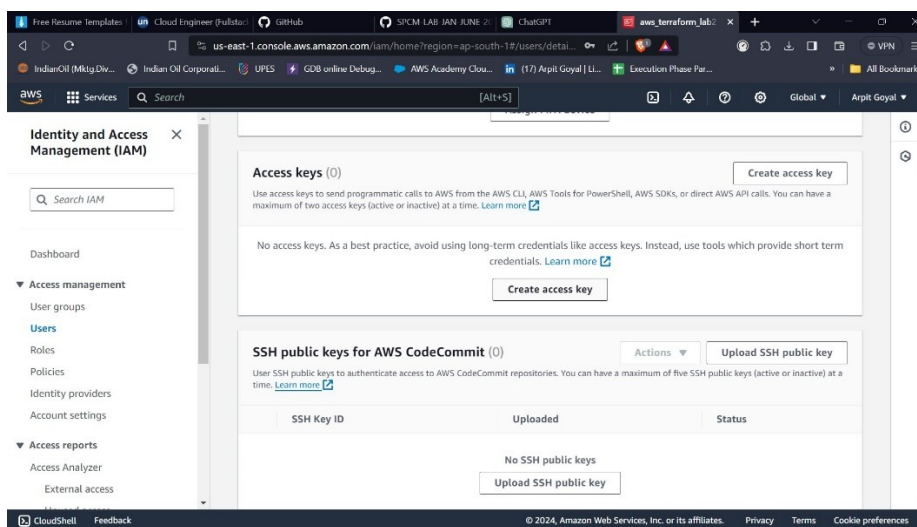 Free Resume Templates
un Cloud Engineer (Fullstac
GitHub
SPCM LAB JAN JUNE 20
ChatGPT
aws_terraform_lab2
us-east-1.console.aws.amazon.com/iam/home?region=ap-south-1#/users/detai...
VPN
IndianOil (Mktg.Div...
Indian Oil Corporati...
UPES
GDB online Debug...
AWS Academy Clou...
(17) Arpit Goyal | Li...
Execution Phase Par...
»
All Bookmark
aws
Services
Search
[Alt+S]
Global
Arpit Goyal
Identity and Access
Management (IAM)
Search IAM
Dashboard
Access management
User groups
Users
Roles
Policies
Identity providers
Account settings
Access reports
Access Analyzer
External access
Access keys (0)
Create access key
Use access keys to send programmatic calls to AWS from the AWS CLI, AWS Tools for PowerShell, AWS SDKs, or direct AWS API calls. You can have a
maximum of two access keys (active or inactive) at a time. Learn more
No access keys. As a best practice, avoid using long-term credentials like access keys. Instead, use tools which provide short term
credentials. Learn more
Create access key
SSH public keys for AWS CodeCommit (0)
Actions
Upload SSH public key
User SSH public keys to authenticate access to AWS CodeCommit repositories. You can have a maximum of five SSH public keys (active or inactive) at a
time. Learn more
SSH Key ID
Uploaded
Status
No SSH public keys
Upload SSH public key
CloudShell
Feedback
© 2024, Amazon Web Services, Inc. or its affiliates.
Privacy
Terms
Cookie preferences